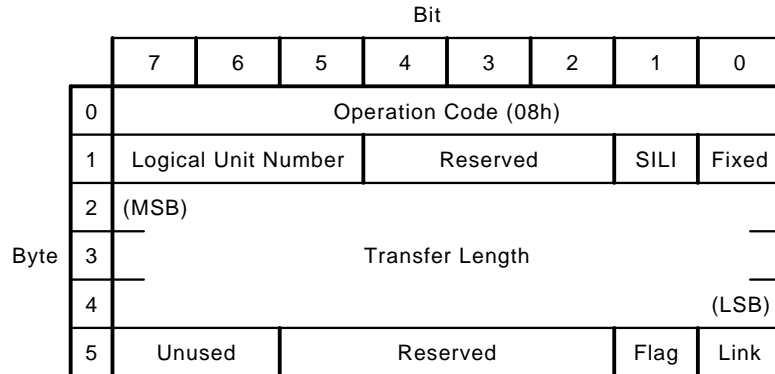 Bit
7 6 5 4 3 2 1 0
0 Operation Code (08h)
1 Logical Unit Number Reserved SILI Fixed
2 (MSB)
Byte 3 Transfer Length
4 (LSB)
5 Unused Reserved Flag Link